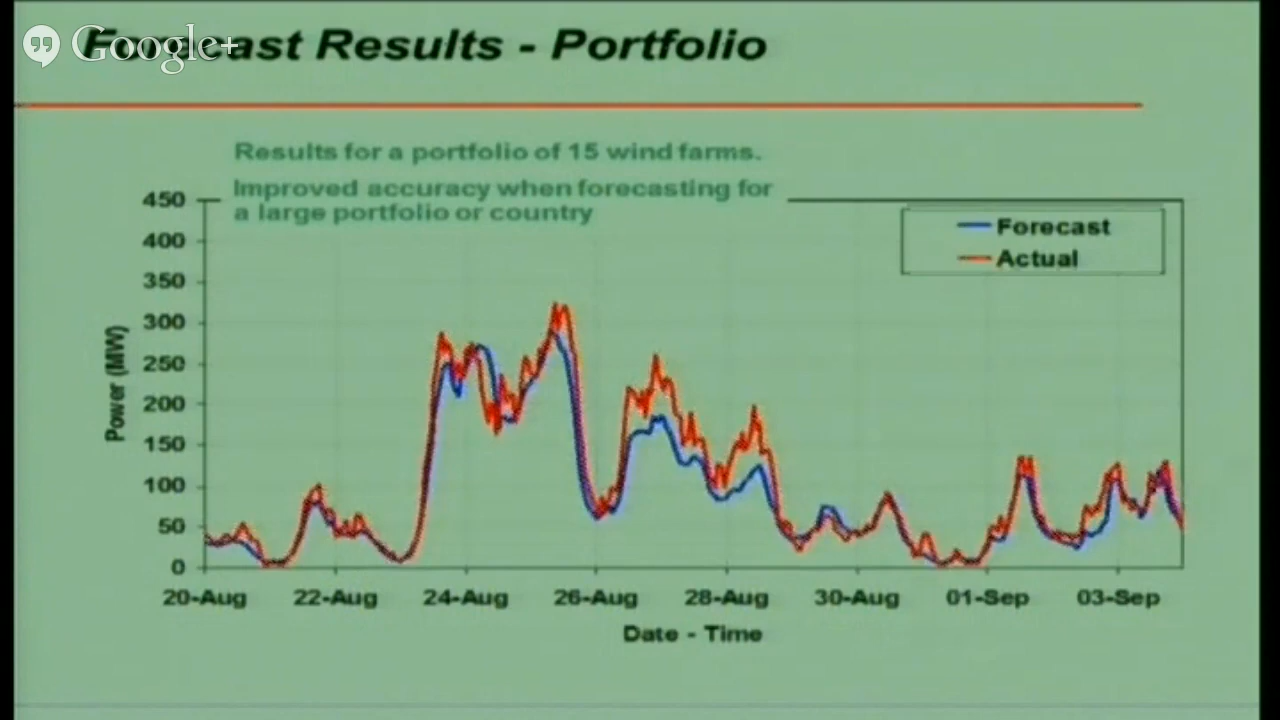 Google+
Forecast Results - Portfolio
Results for a portfolio of 15 wind farms.
Improved accuracy when forecasting for
a large portfolio or country
Forecast
Actual
Power (MW)
450
400
350
300
250
200
150
100
50
0
20-Aug 22-Aug 24-Aug 26-Aug 28-Aug 30-Aug 01-Sep 03-Sep
Date - Time